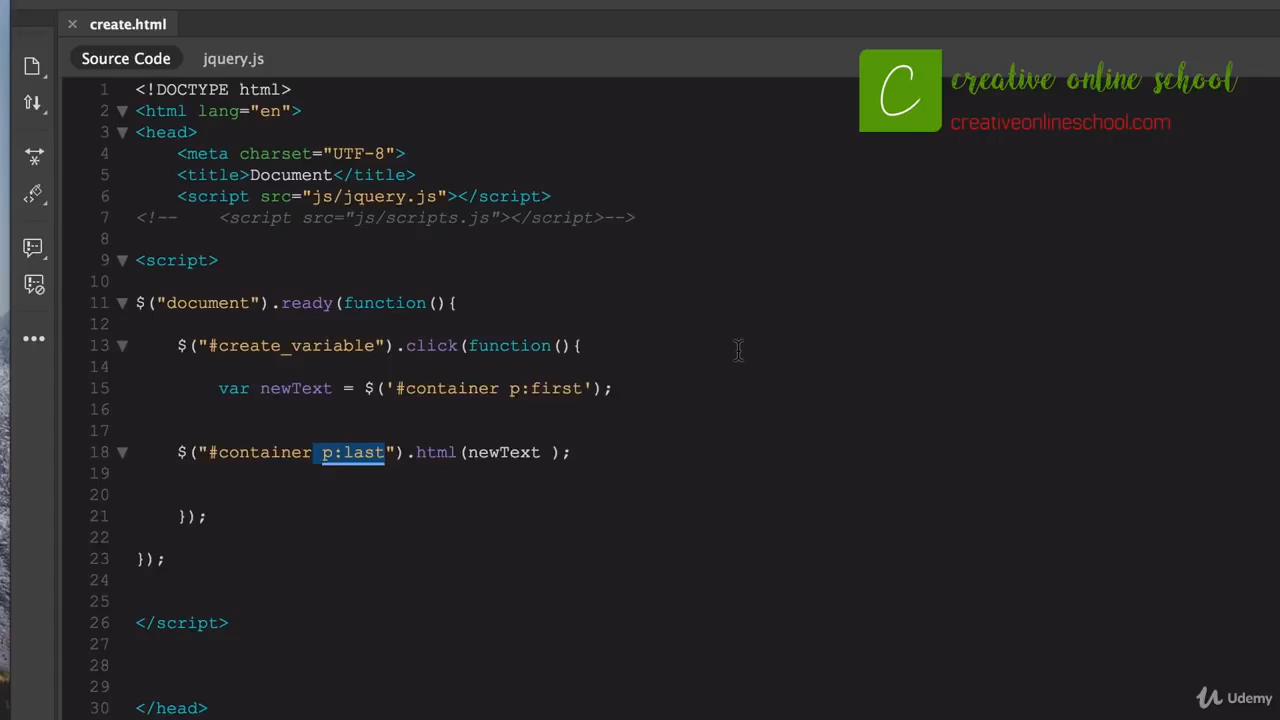 create.html
Source Code jquery.js
C creative online school
creativeonlineschool.com
1 <!DOCTYPE html>
2 <html lang="en">
3 <head>
4 <meta charset="UTF-8">
5 <title>Document</title>
6 <script src="js/jquery.js"></script>
7 <!-- <script src="js/scripts.js"></script>-->
8
9 <script>
10
11 $("document").ready(function(){
12
13 $("#create_variable").click(function(){
14
15 var newText = $('#container p:first');
16
17
18 $("#container p:last").html(newText );
19
20
21 });
22
23 });
24
25
26 </script>
27
28
29
30 </head>
Udemy